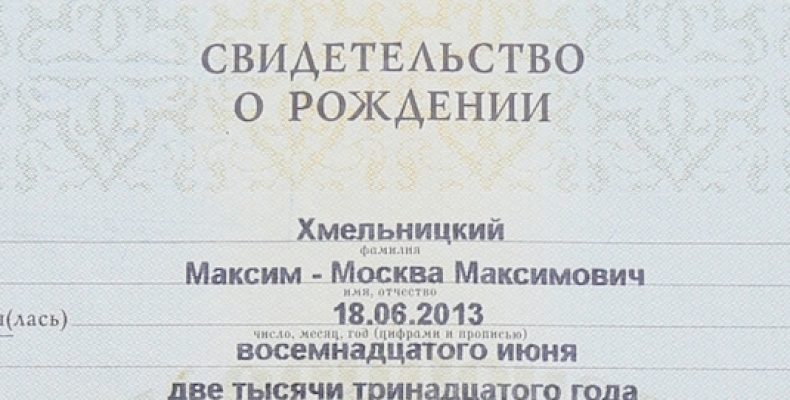 СВИДЕТЕЛЬСТВО
О РОЖДЕНИИ
Хмельницкий
фамилия
Максим - Москва Максимович
имя, отчество
(лась) 18.06.2013
число, месяц, год (цифрами и прописью)
восемнадцатого июня
две тысячи тринадцатого года